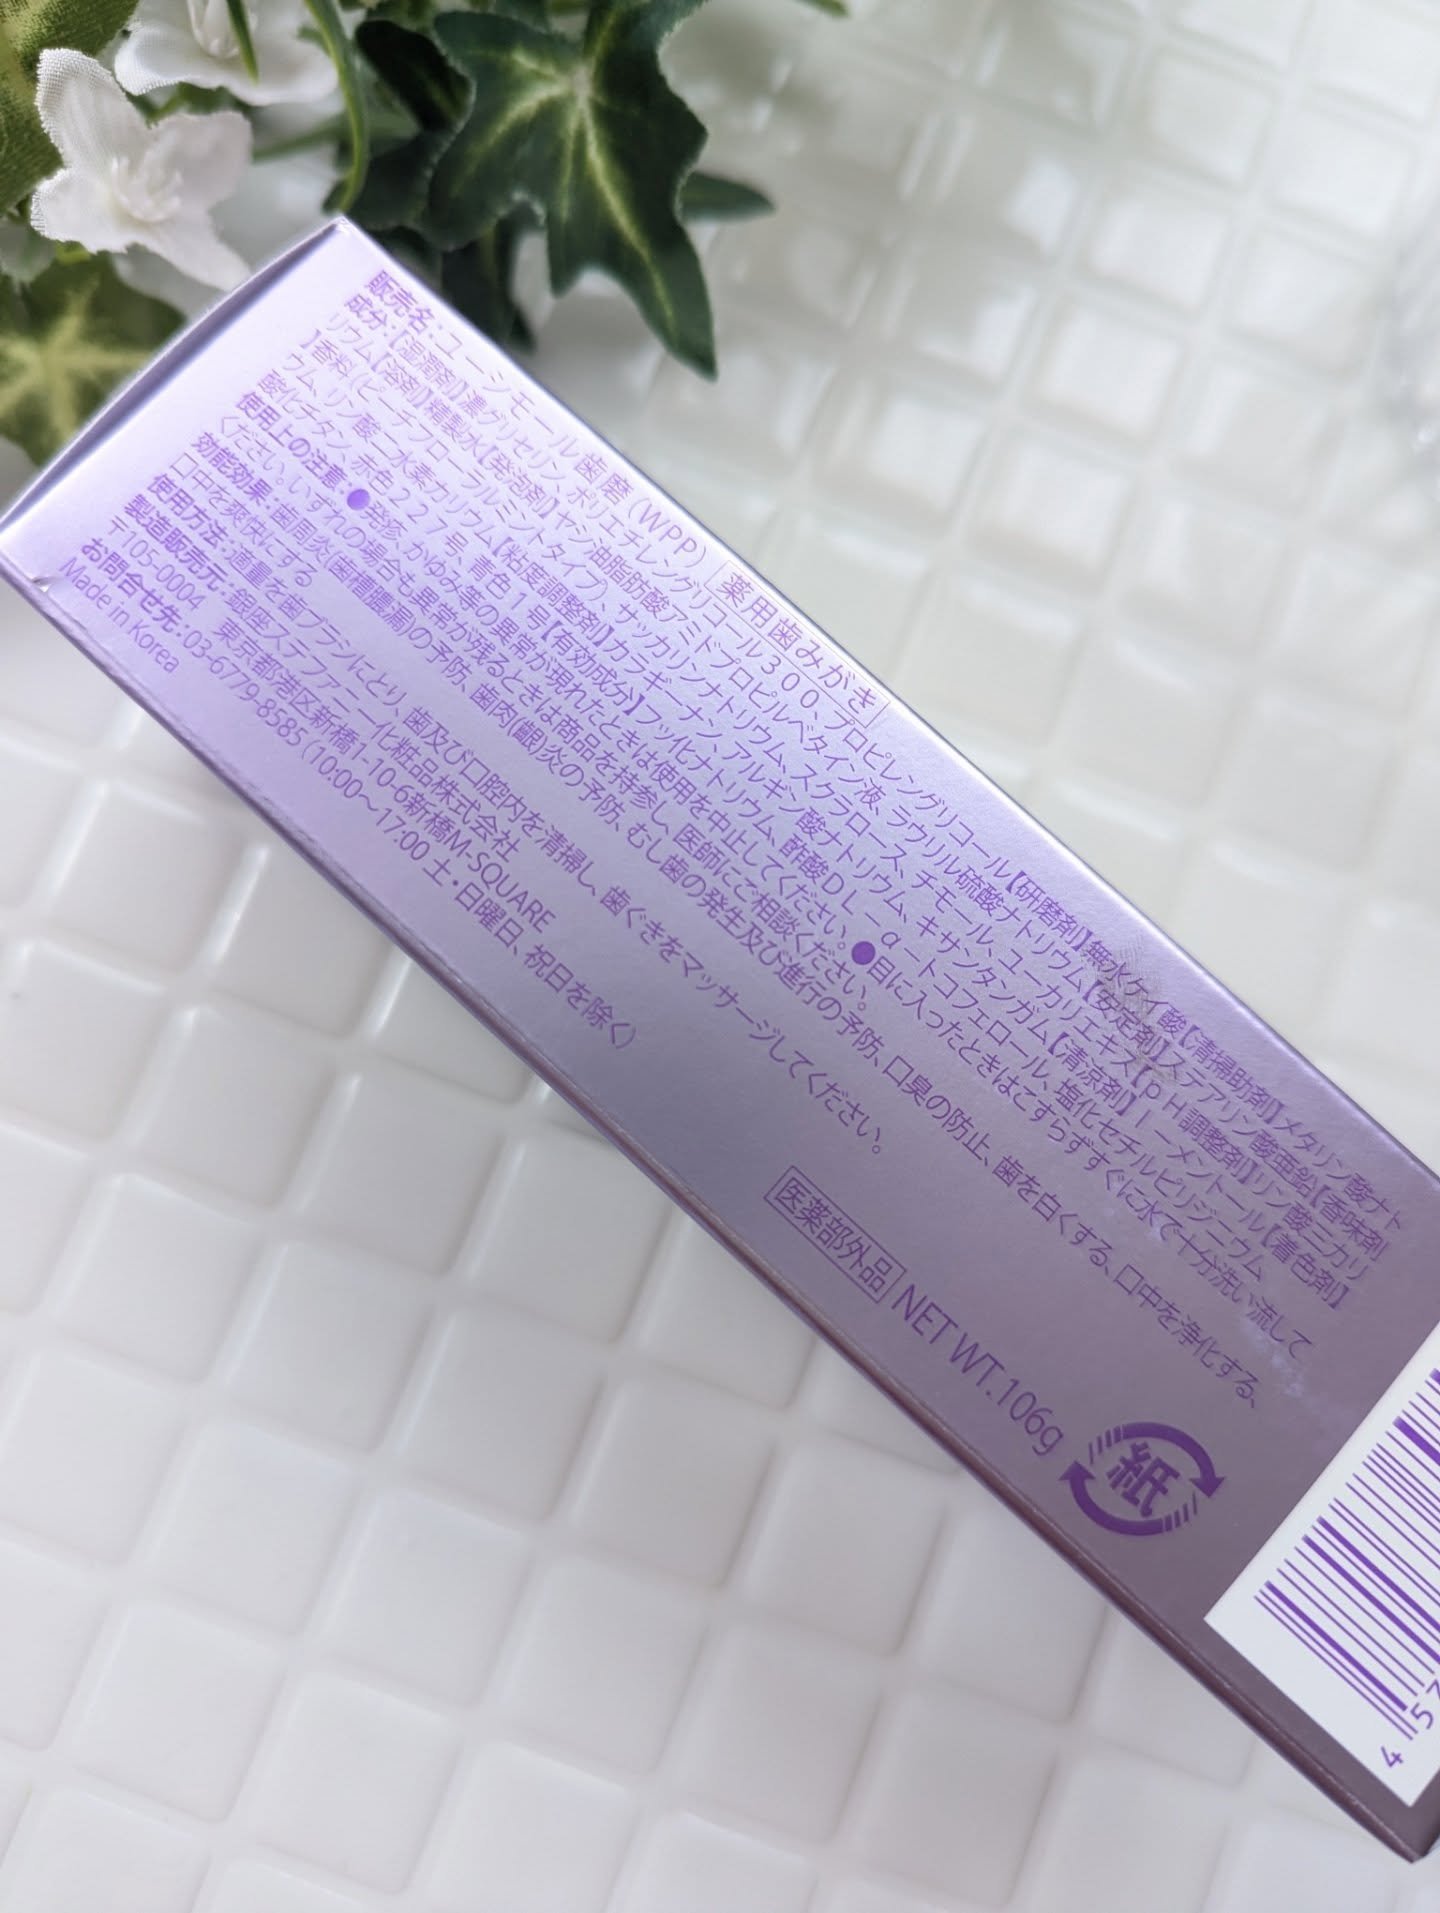 販売名：ユーシモール歯磨(WPP) 薬用歯みがき
成分：【湿潤剤】濃グリセリン、ポリエチレングリコール３００、プロピレングリコール【研磨剤】無水ケイ酸【清掃助剤】メタリン酸ナト
リウム【溶剤】精製水【発泡剤】ヤシ油脂肪酸アミドプロピルベタイン液、ラウリル硫酸ナトリウム【安定剤】ステアリン酸亜鉛【香味剤
】香料(ピーチフローラルミントタイプ)、サッカリンナトリウム、スクラロース、チモール、ユーカリエキス【ｐＨ調整剤】リン酸三カリ
ウム、リン酸二水素カリウム【粘度調整剤】カラギーナン、アルギン酸ナトリウム、キサンタンガム【清涼剤】ｌ－メントール【着色剤】
酸化チタン、赤色２２７号、青色１号【有効成分】フッ化ナトリウム、酢酸ＤＬ－α－トコフェロール、塩化セチルピリジニウム
使用上の注意：●発疹、かゆみ等の異常が現れたときは使用を中止してください。●目に入ったときはこすらずすぐに水で十分洗い流して
ください。いずれの場合も異常が残るときは商品を持参し、医師にご相談ください。
効能効果：歯周炎(歯槽膿漏)の予防、歯肉(齦)炎の予防、むし歯の発生及び進行の予防、口臭の防止、歯を白くする、口中を浄化する、
口中を爽快にする
使用方法：適量を歯ブラシにとり、歯及び口腔内を清掃し、歯ぐきをマッサージしてください。
製造販売元：銀座ステファニー化粧品株式会社
〒105-0004 東京都港区新橋1-10-6新橋M-SQUARE
お問合せ先：03-6779-8585 (10:00～17:00 土・日曜日、祝日を除く)
Made in Korea
医薬部外品 NET WT.106g
紙
4 57